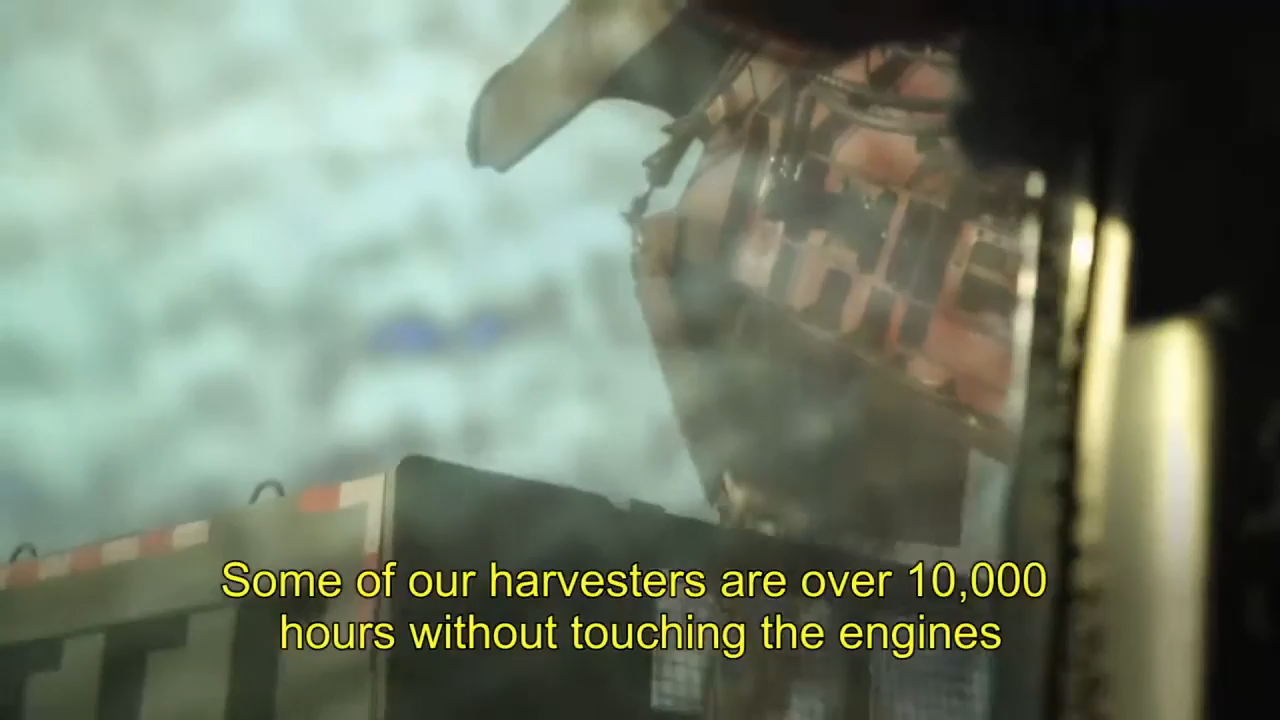 Some of our harvesters are over 10,000
hours without touching the engines